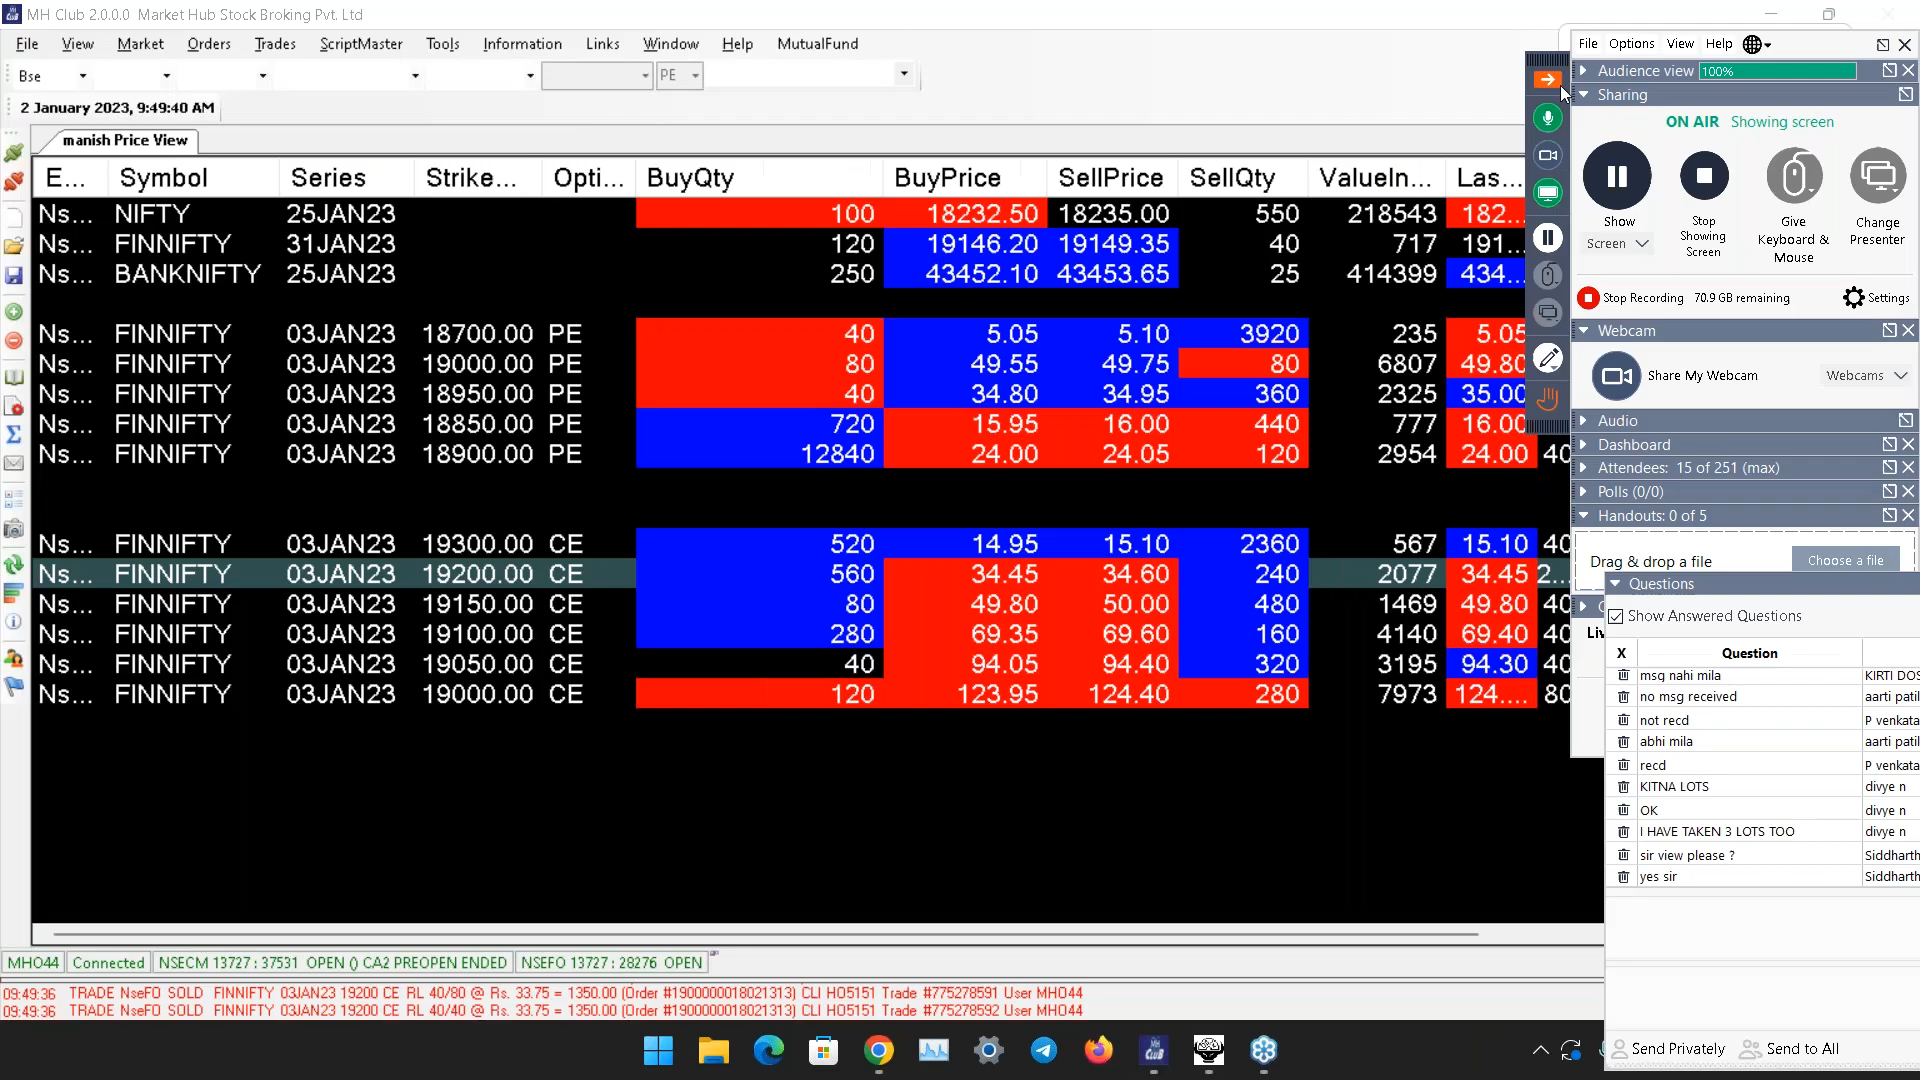 MH Club 2.0.0.0 Market Hub Stock Broking Pvt. Ltd
File View Market Orders Trades ScriptMaster Tools Information Links Window Help MutualFund
Bse PE
2 January 2023, 9:49:40 AM
manish Price View
E... Symbol Series Strike... Opti... BuyQty BuyPrice SellPrice SellQty ValueIn... Las...
Ns... NIFTY 25JAN23 100 18232.50 18235.00 550 218543 182...
Ns... FINNIFTY 31JAN23 120 19146.20 19149.35 40 717 191...
Ns... BANKNIFTY 25JAN23 250 43452.10 43453.65 25 414399 434...
Ns... FINNIFTY 03JAN23 18700.00 PE 40 5.05 5.10 3920 235 5.05
Ns... FINNIFTY 03JAN23 19000.00 PE 80 49.55 49.75 80 6807 49.80
Ns... FINNIFTY 03JAN23 18950.00 PE 40 34.80 34.95 360 2325 35.00
Ns... FINNIFTY 03JAN23 18850.00 PE 720 15.95 16.00 440 777 16.00
Ns... FINNIFTY 03JAN23 18900.00 PE 12840 24.00 24.05 120 2954 24.00 40
Ns... FINNIFTY 03JAN23 19300.00 CE 520 14.95 15.10 2360 567 15.10 40
Ns... FINNIFTY 03JAN23 19200.00 CE 560 34.45 34.60 240 2077 34.45 2...
Ns... FINNIFTY 03JAN23 19150.00 CE 80 49.80 50.00 480 1469 49.80 40
Ns... FINNIFTY 03JAN23 19100.00 CE 280 69.35 69.60 160 4140 69.40 40
Ns... FINNIFTY 03JAN23 19050.00 CE 40 94.05 94.40 320 3195 94.30 40
Ns... FINNIFTY 03JAN23 19000.00 CE 120 123.95 124.40 280 7973 124.... 80
MHO44 Connected NSECM 13727 : 37531 OPEN () CA2 PREOPEN ENDED NSEFO 13727 : 28276 OPEN
09:49:36 TRADE NseFO SOLD FINNIFTY 03JAN23 19200 CE RL 40/80 @ Rs. 33.75 = 1350.00 (Order #1900000018021313) CLI HO5151 Trade #775278591 User MHO44
09:49:36 TRADE NseFO SOLD FINNIFTY 03JAN23 19200 CE RL 40/40 @ Rs. 33.75 = 1350.00 (Order #1900000018021313) CLI HO5151 Trade #775278592 User MHO44
File Options View Help
Audience view 100%
Sharing
ON AIR Showing screen
Show
Screen
Stop
Showing
Screen
Give
Keyboard &
Mouse
Change
Presenter
Stop Recording 70.9 GB remaining Settings
Webcam
Share My Webcam Webcams
Audio
Dashboard
Attendees: 15 of 251 (max)
Polls (0/0)
Handouts: 0 of 5
Drag & drop a file Choose a file
Questions
Show Answered Questions
X Question
msg nahi mila KIRTI DOS
no msg received aarti patil
not recd P venkata
abhi mila aarti patil
recd P venkata
KITNA LOTS divye n
OK divye n
I HAVE TAKEN 3 LOTS TOO divye n
sir view please ? Siddharth
yes sir Siddharth
Send Privately Send to All